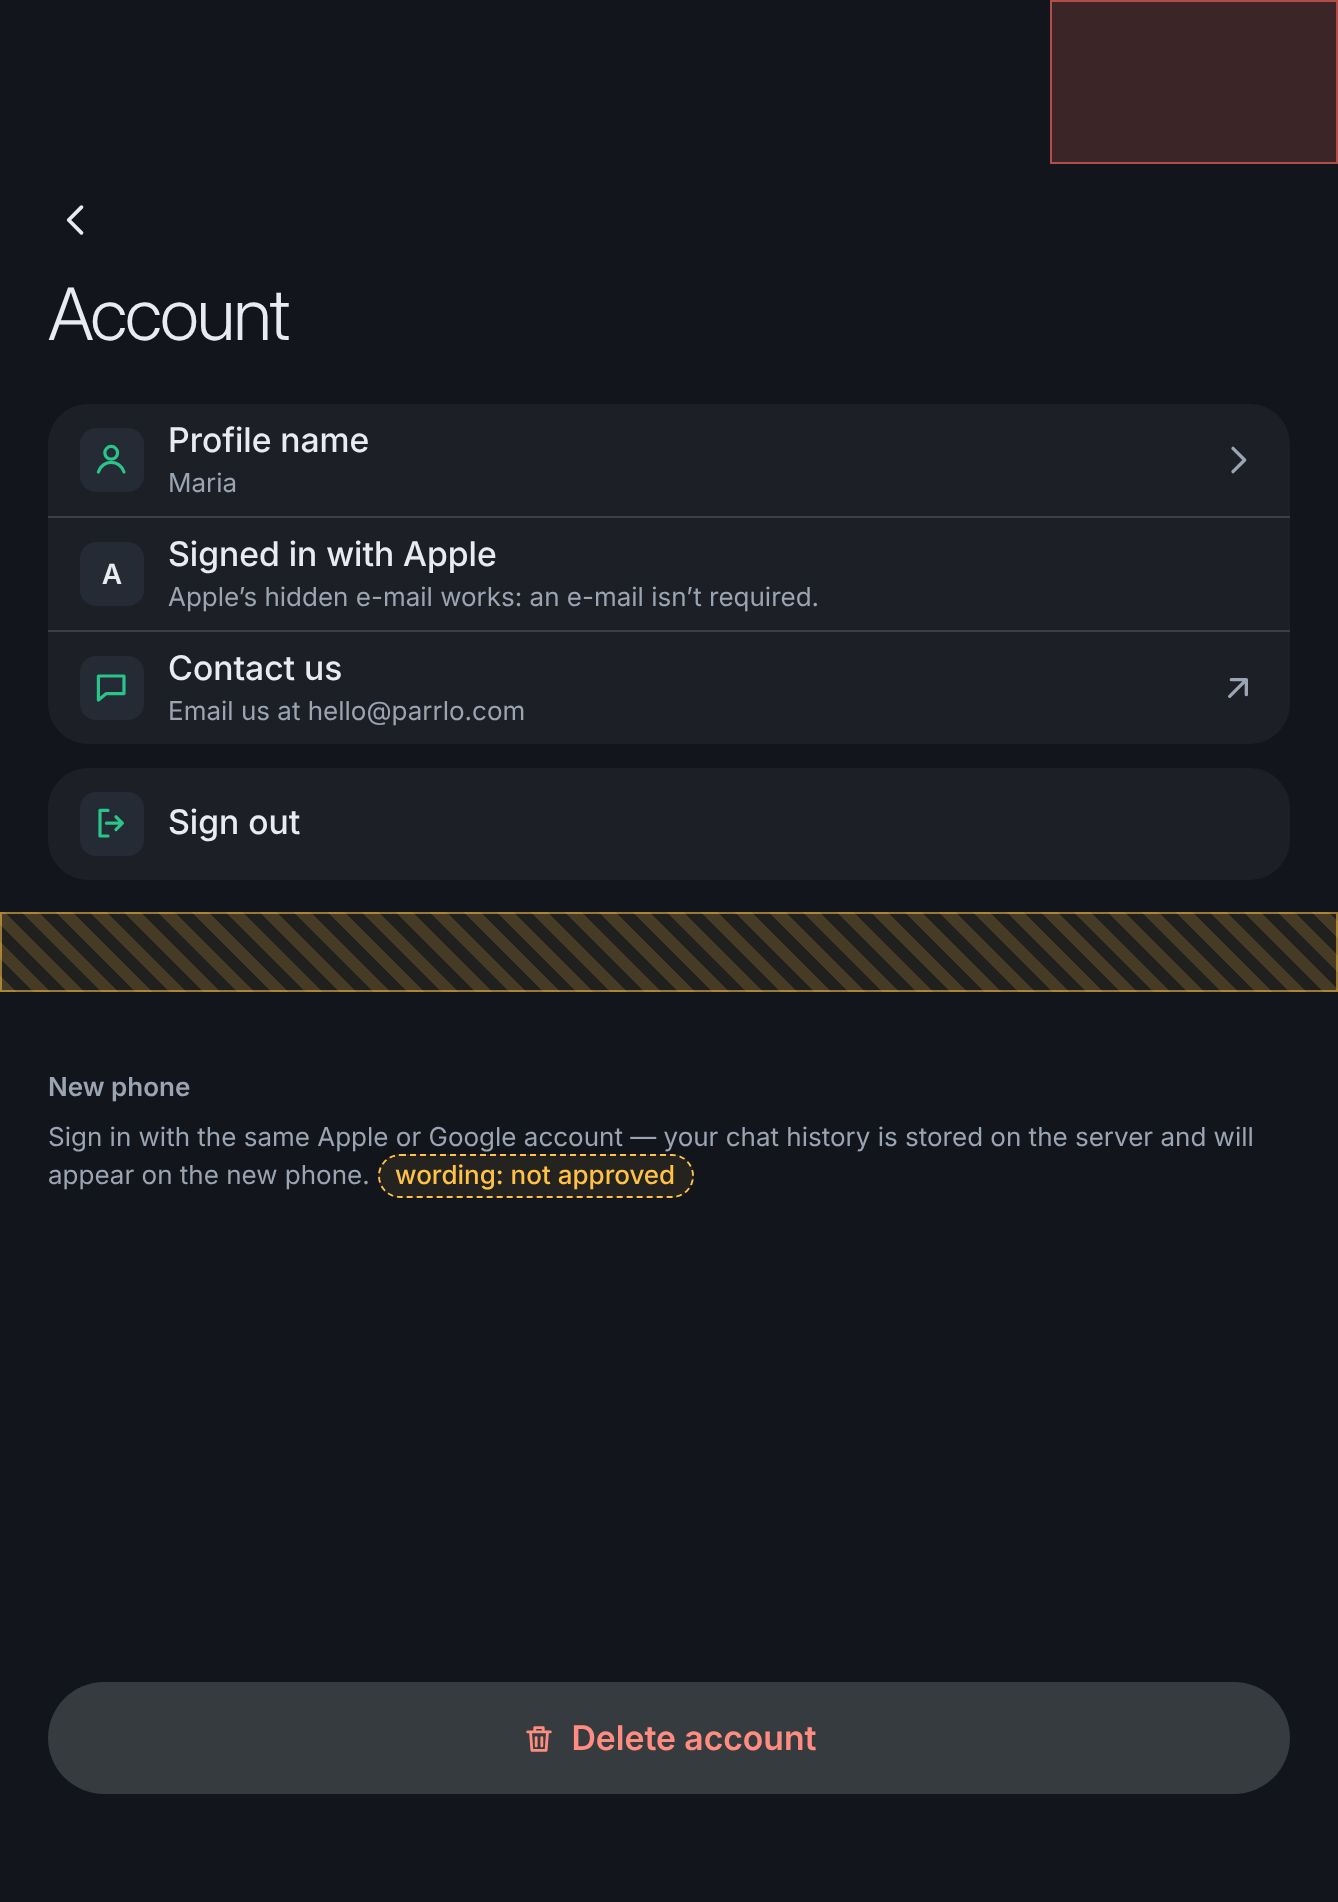 Account
Profile name
Maria
A
Signed in with Apple
Apple’s hidden e-mail works: an e-mail isn’t required.
Contact us
Email us at hello@parrlo.com
Sign out
New phone
Sign in with the same Apple or Google account — your chat history is stored on the server and will
appear on the new phone. wording: not approved
Delete account